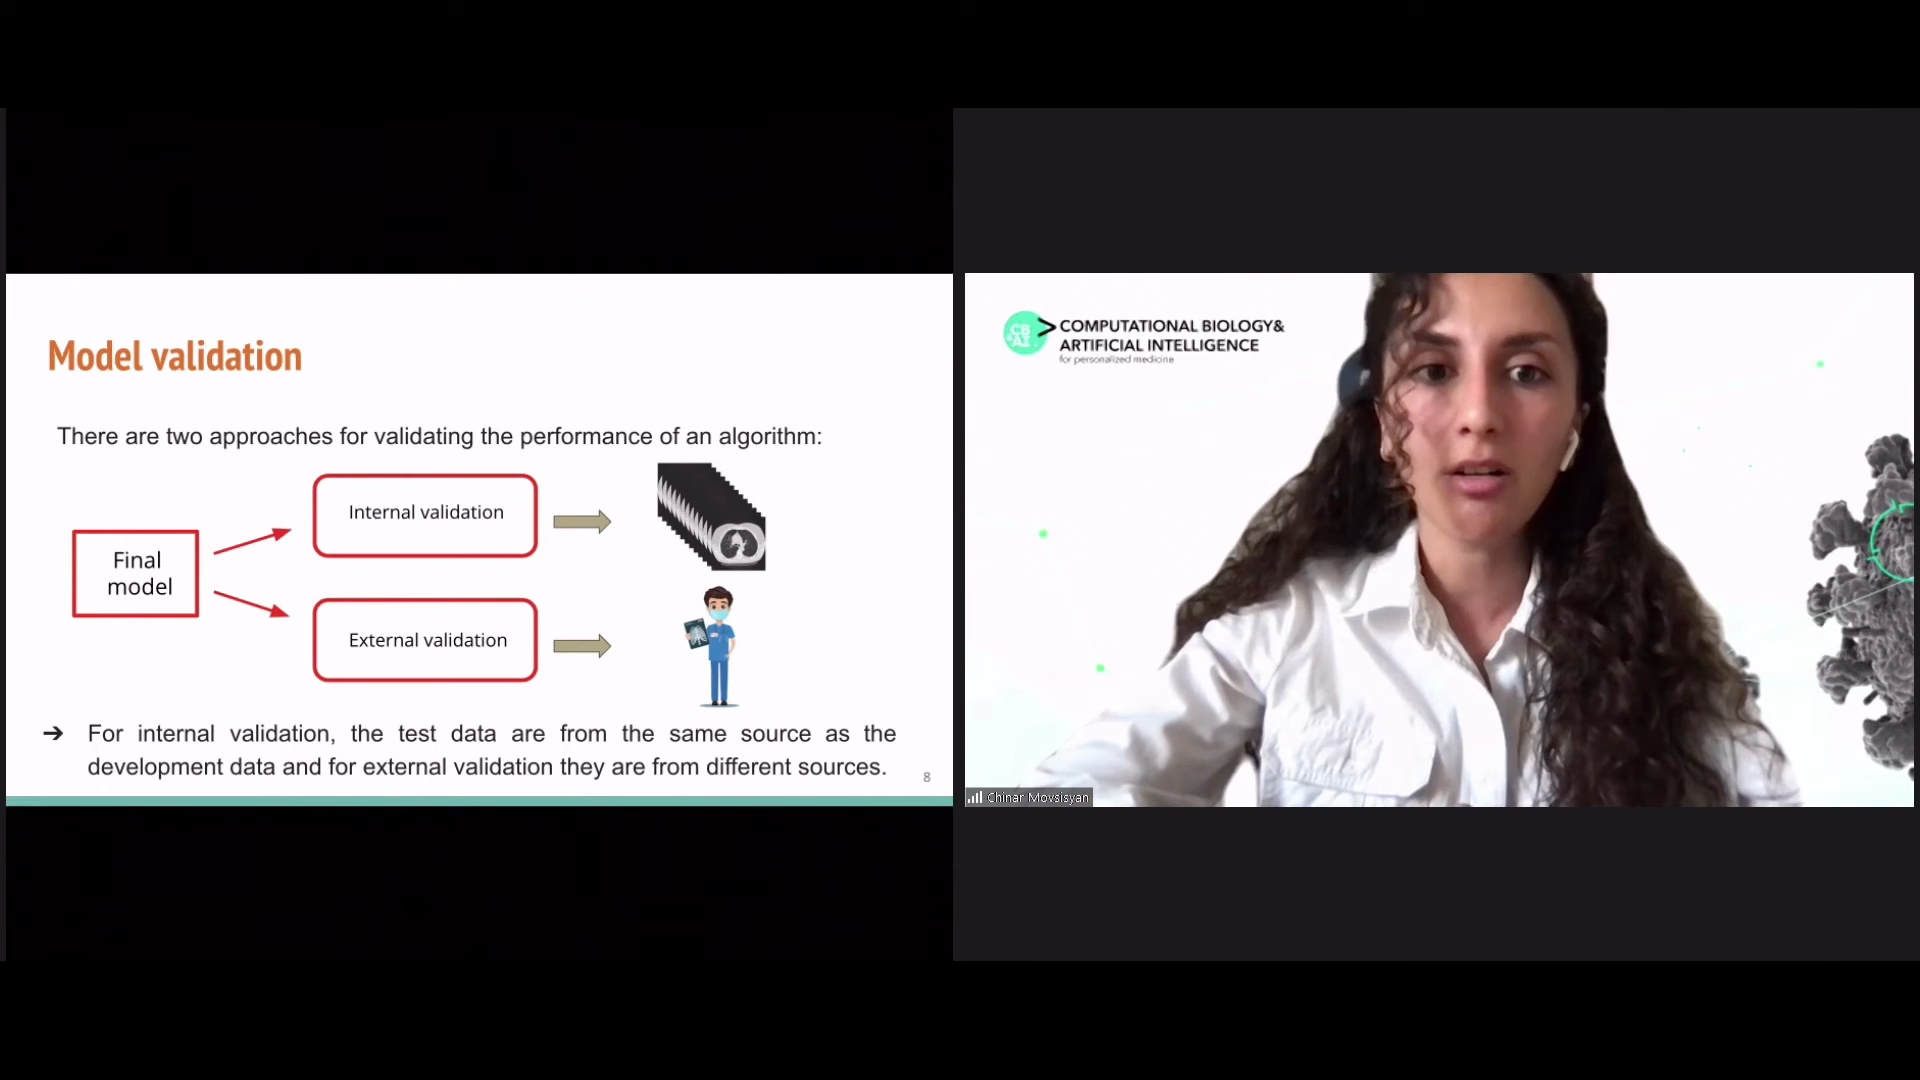 Model validation
There are two approaches for validating the performance of an algorithm:
Internal validation
Final
model
External validation
➔ For internal validation, the test data are from the same source as the
development data and for external validation they are from different sources.
8
CB
&AI
COMPUTATIONAL BIOLOGY&
ARTIFICIAL INTELLIGENCE
for personalized medicine
Chinar Movsisyan